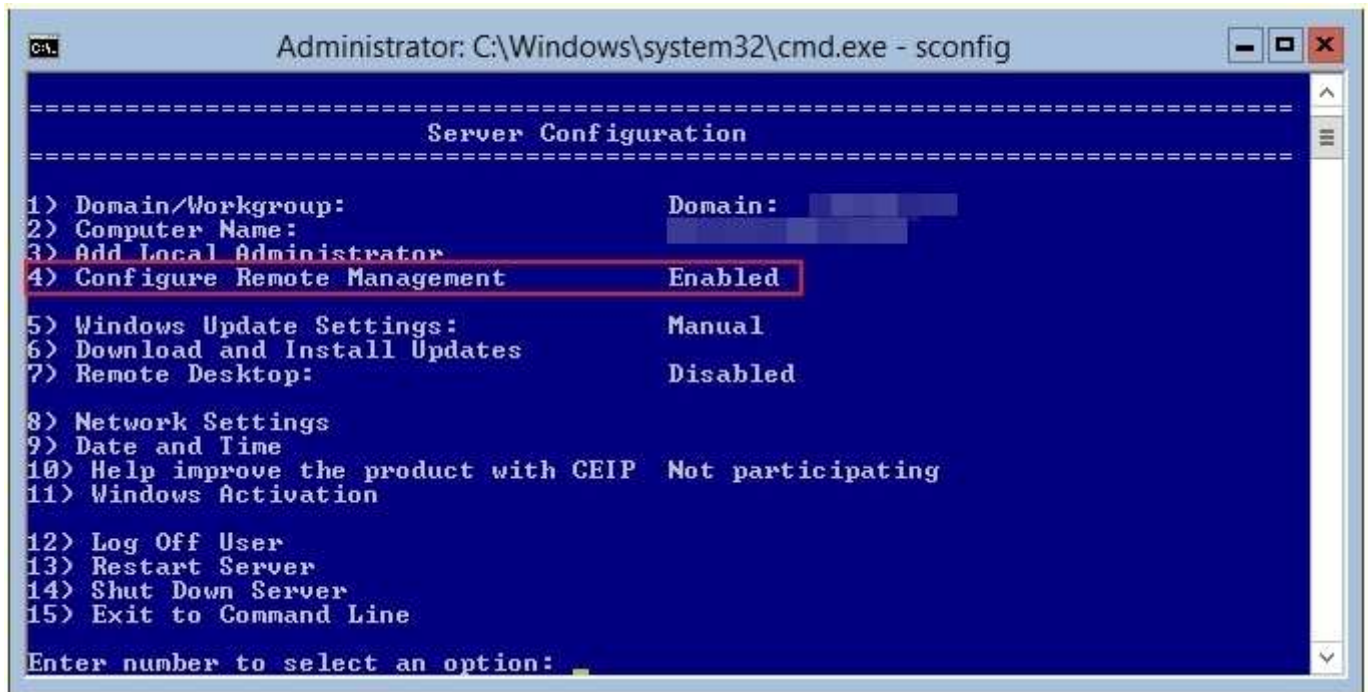 Administrator: C:\Windows\system32\cmd.exe - sconfig
===============================================================================
Server Configuration
===============================================================================
1) Domain/Workgroup: Domain:
2) Computer Name:
3) Add Local Administrator
4) Configure Remote Management Enabled
5) Windows Update Settings: Manual
6) Download and Install Updates
7) Remote Desktop: Disabled
8) Network Settings
9) Date and Time
10) Help improve the product with CEIP Not participating
11) Windows Activation
12) Log Off User
13) Restart Server
14) Shut Down Server
15) Exit to Command Line
Enter number to select an option: _